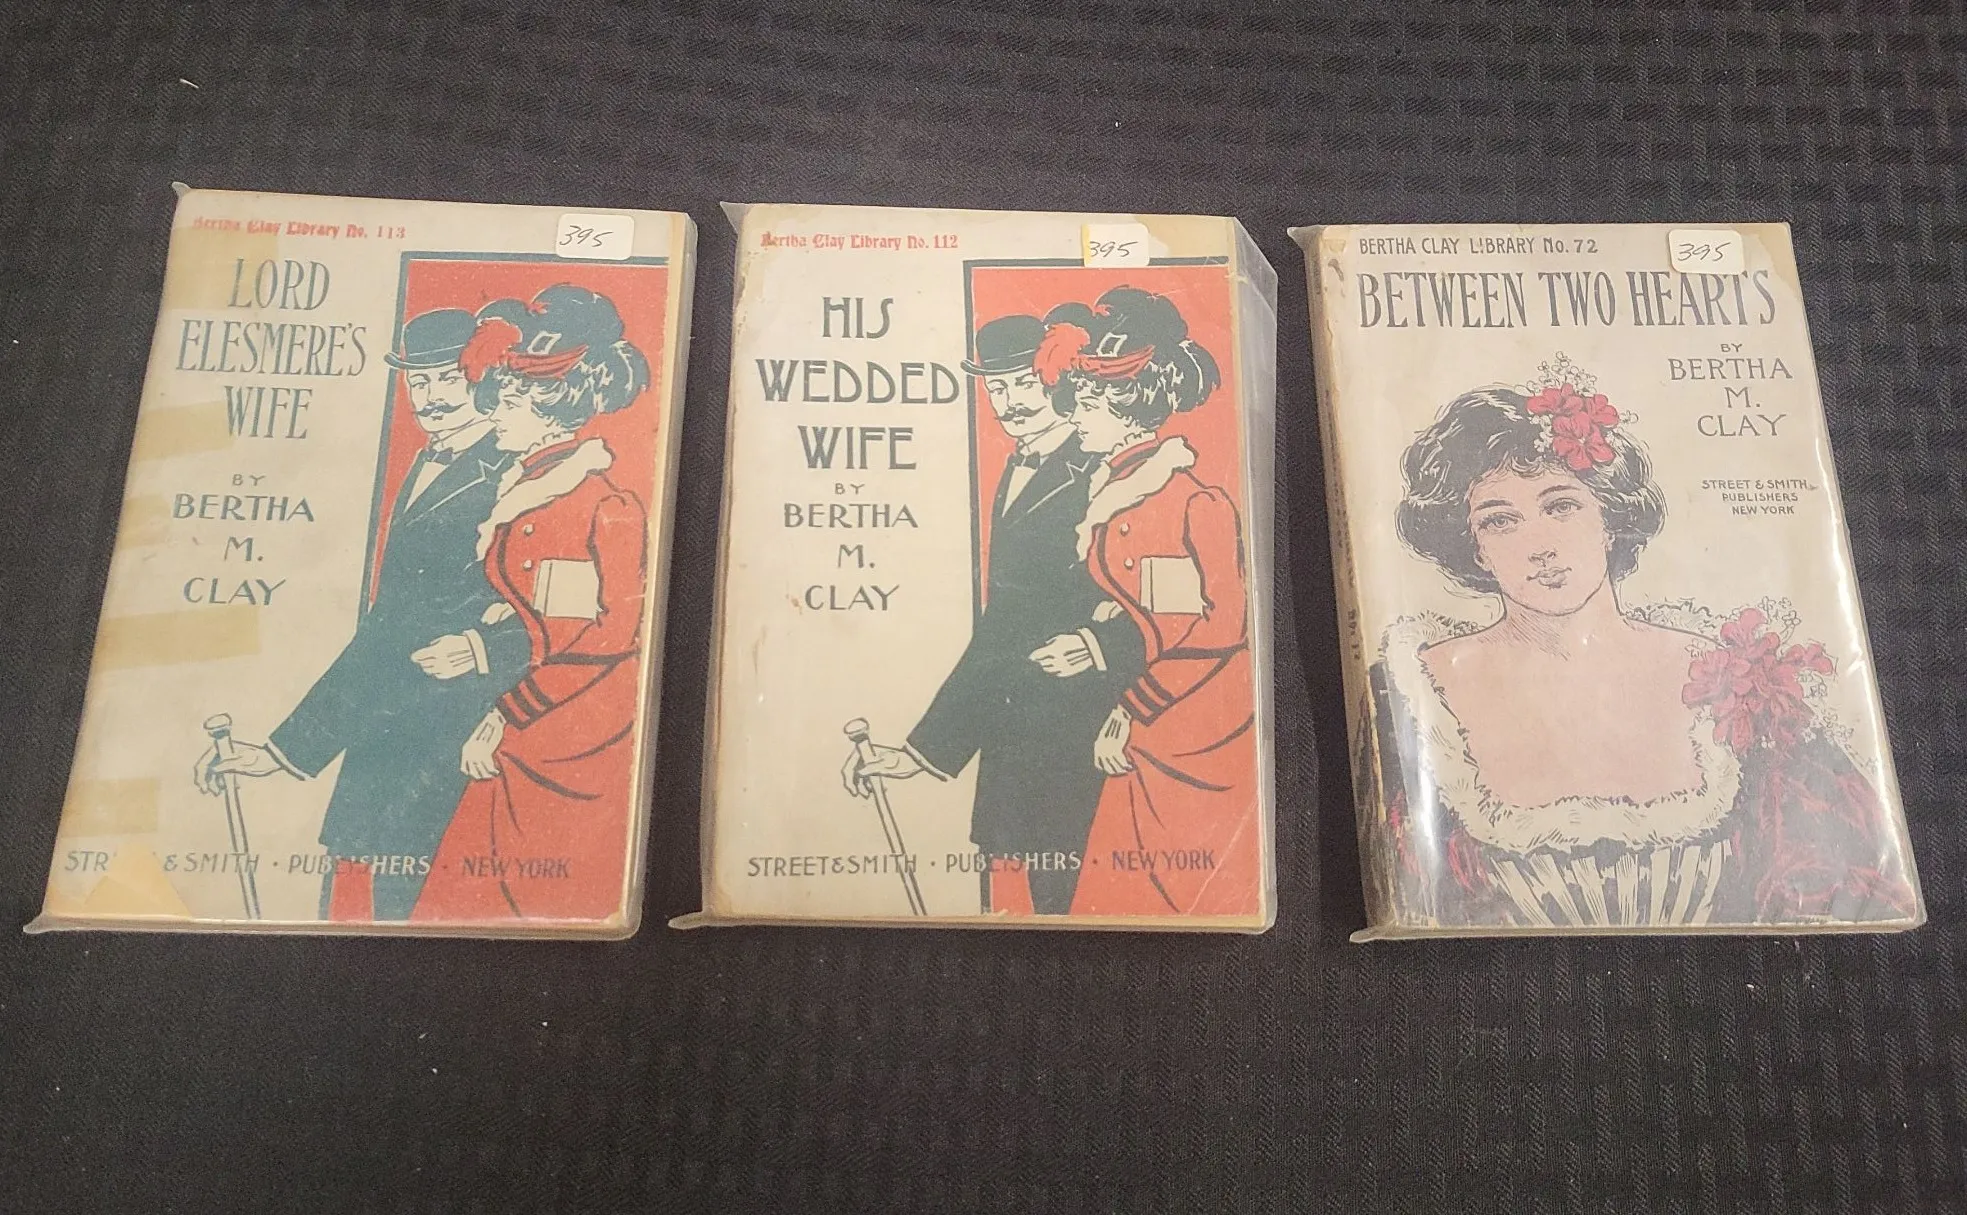 Bertha Clay Library No. 113
395
LORD
ELESMERE'S
WIFE
BY
BERTHA
M.
CLAY
STR & SMITH · PUBLISHERS · NEW YORK
Bertha Clay Library No. 112
395
HIS
WEDDED
WIFE
BY
BERTHA
M.
CLAY
STREET & SMITH · PUBLISHERS · NEW YORK
BERTHA CLAY LIBRARY No. 72
395
BETWEEN TWO HEARTS
BY
BERTHA
M.
CLAY
STREET & SMITH
PUBLISHERS
NEW YORK